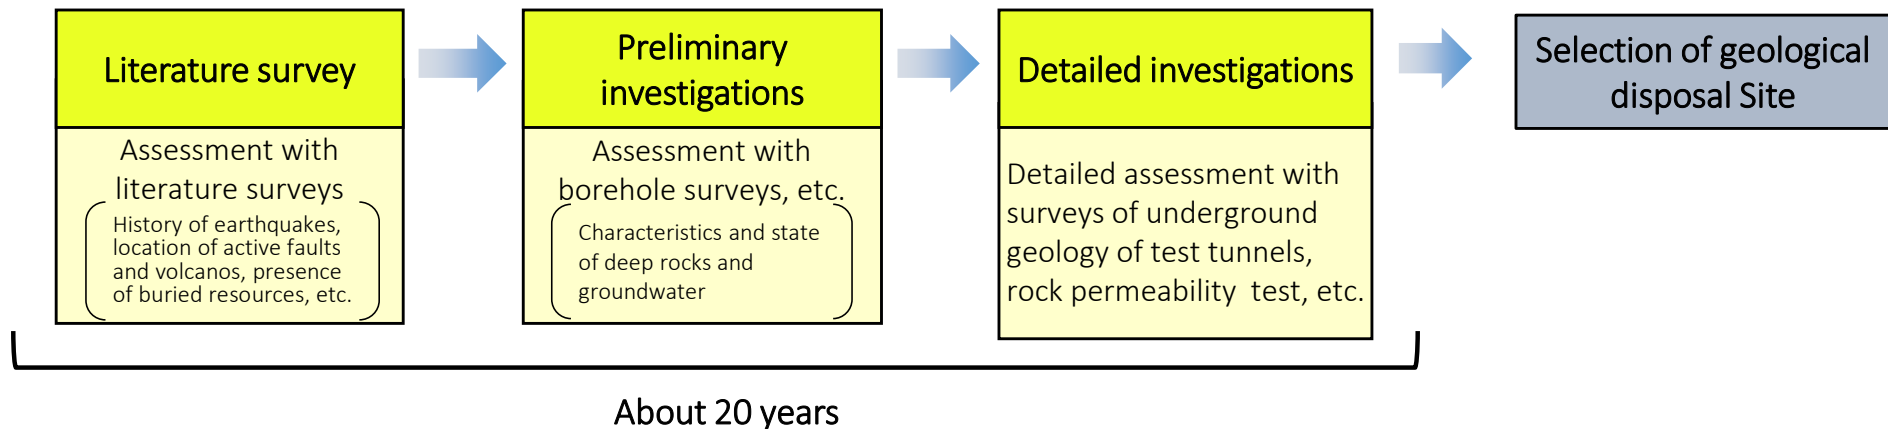 Literature survey
Assessment with
literature surveys
History of earthquakes,
location of active faults
and volcanos, presence
of buried resources, etc.
Preliminary
investigations
Assessment with
borehole surveys, etc.
Characteristics and state
of deep rocks and
groundwater
Detailed investigations
Detailed assessment with
surveys of underground
geology of test tunnels,
rock permeability  test, etc.
Selection of geological
disposal Site
About 20 years